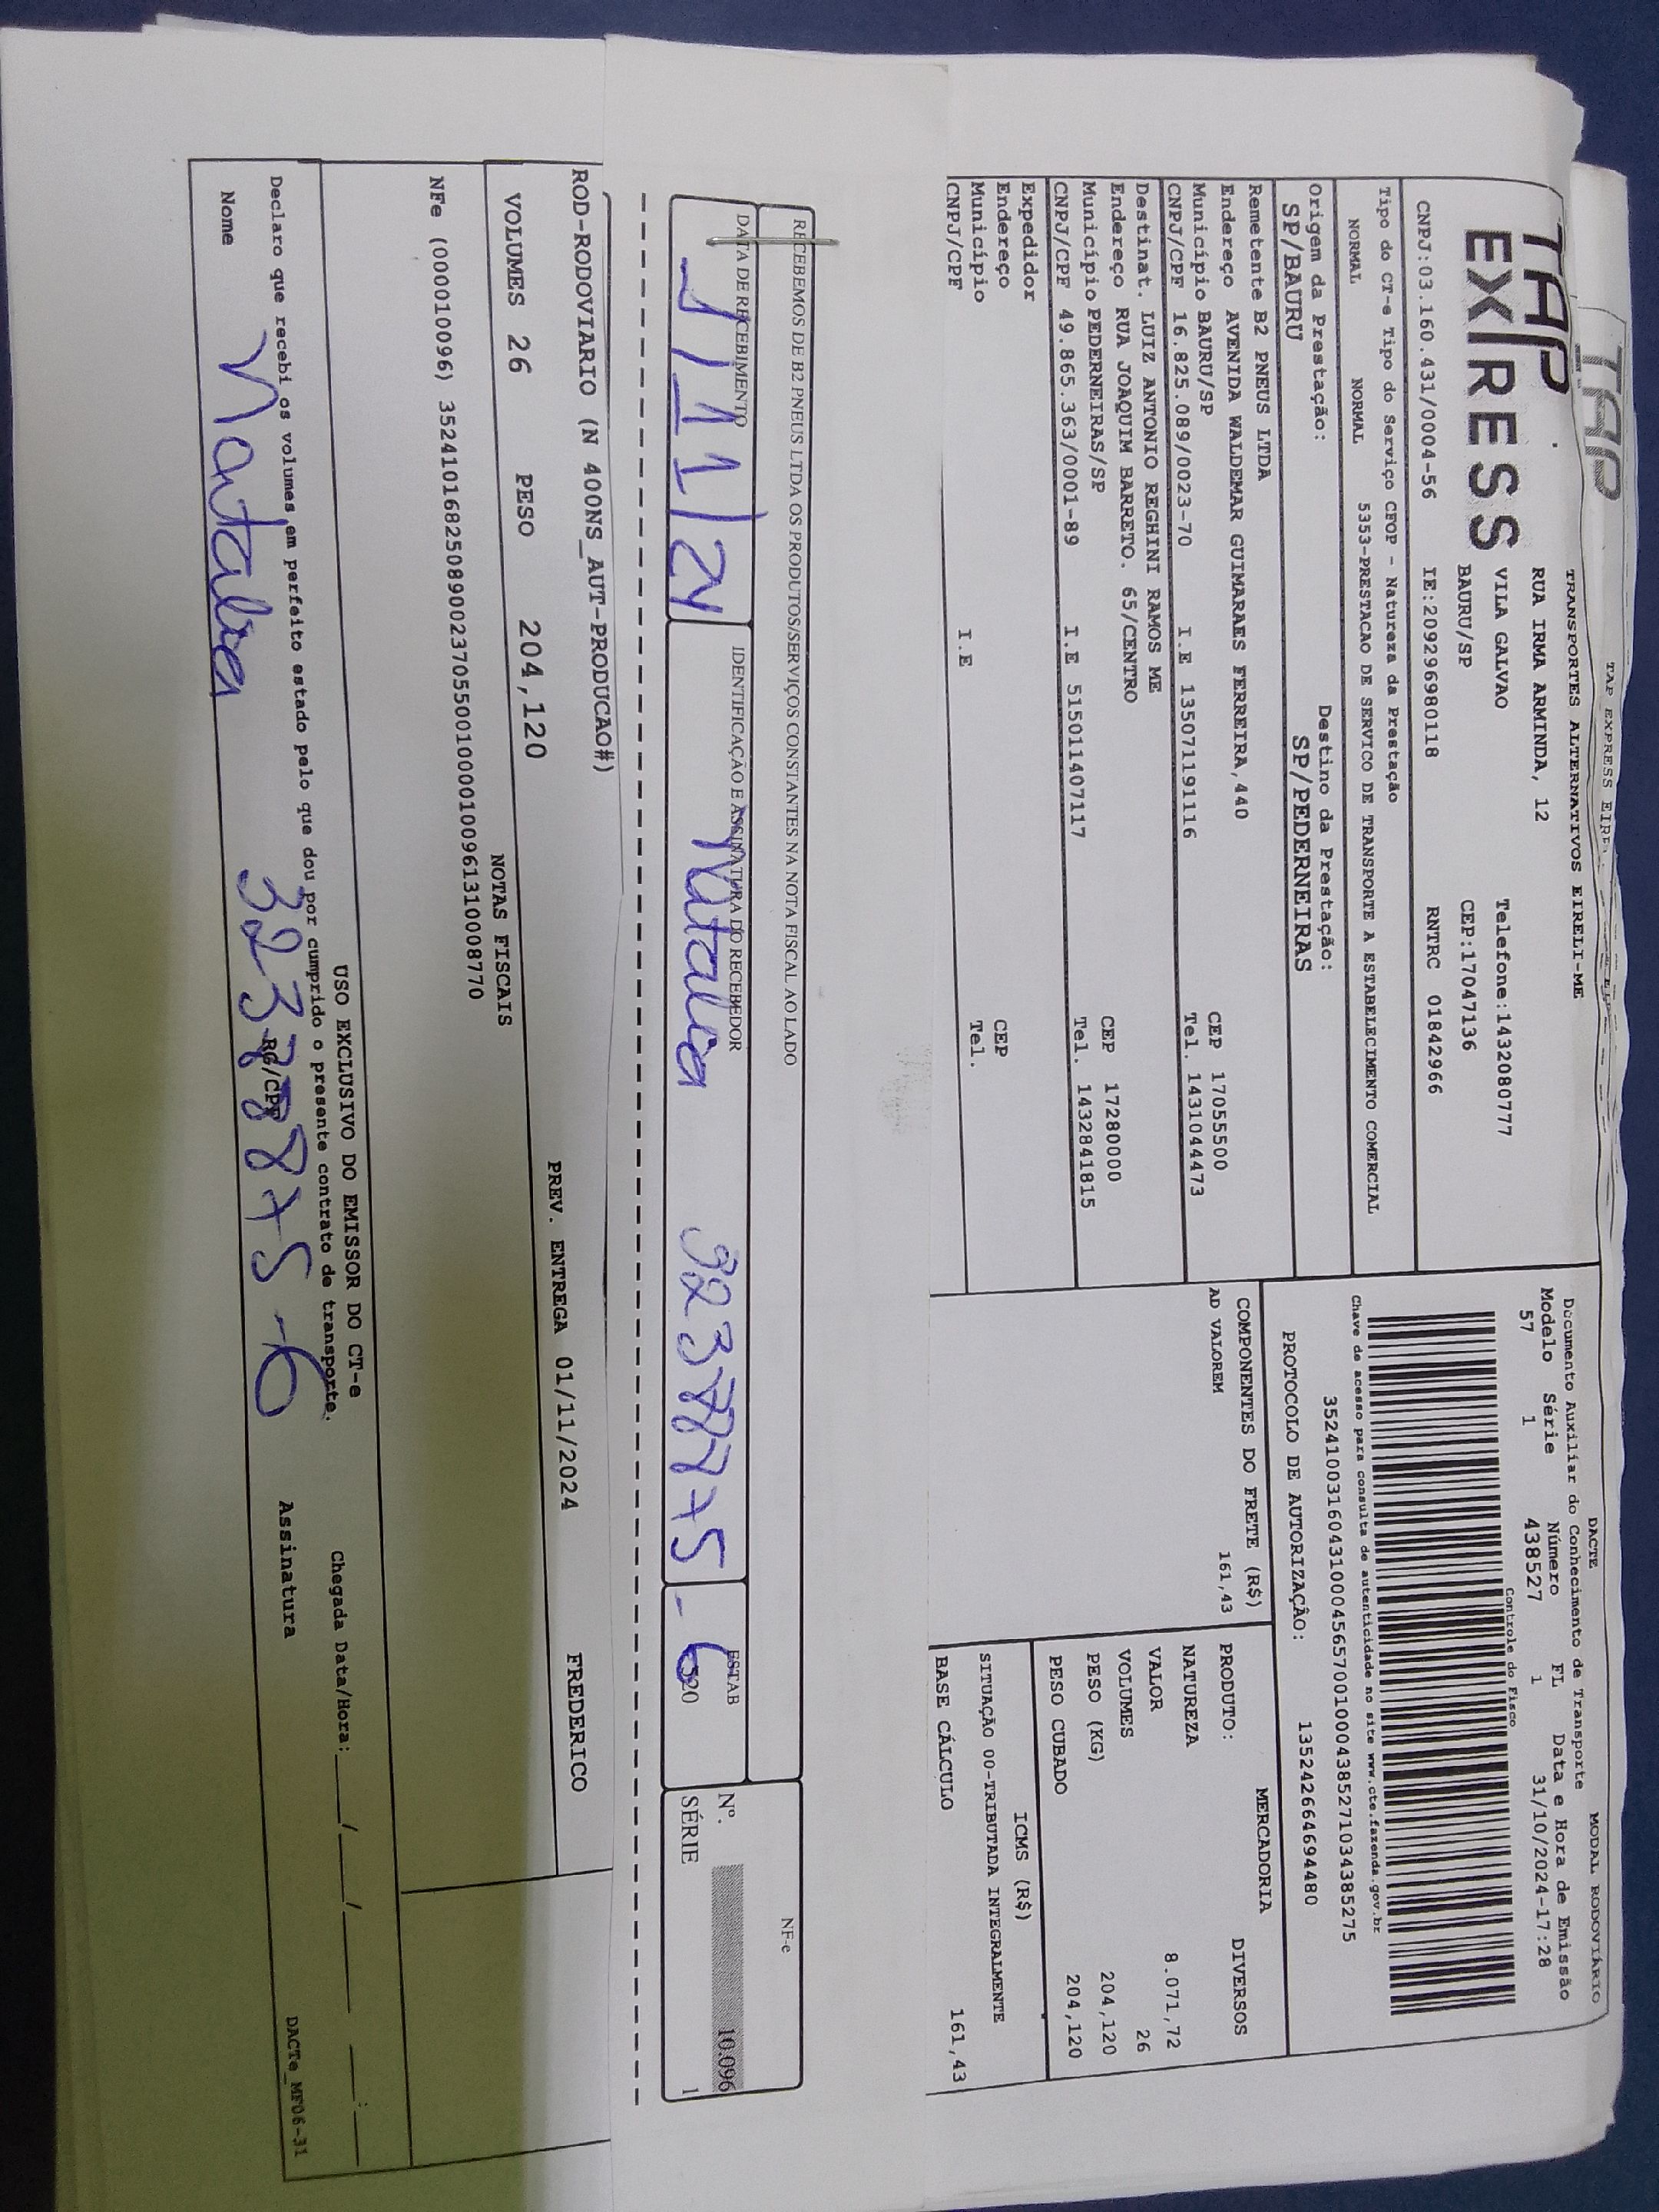 TAP EXPRESS EIRE
TAP
TAP
EXPRESS
TRANSPORTES ALTERNATIVOS EIRELI-ME
RUA IRMA ARMINDA, 12
VILA GALVAO Telefone:1432080777
BAURU/SP CEP:17047136
CNPJ:03.160.431/0004-56 IE:209296980118 RNTRC 01842966
Tipo do CT-e Tipo do Serviço CFOP - Natureza da Prestação
NORMAL NORMAL 5353-PRESTACAO DE SERVICO DE TRANSPORTE A ESTABELECIMENTO COMERCIAL
Origem da Prestação: Destino da Prestação:
SP/BAURU SP/PEDERNEIRAS
Remetente B2 PNEUS LTDA
Endereço AVENIDA WALDEMAR GUIMARAES FERREIRA,440 CEP 17055500
Município BAURU/SP Tel. 1431044473
CNPJ/CPF 16.825.089/0023-70 I.E 135071191116
Destinat. LUIZ ANTONIO REGHINI RAMOS ME
Endereço RUA JOAQUIM BARRETO. 65/CENTRO CEP 17280000
Município PEDERNEIRAS/SP Tel. 1432841815
CNPJ/CPF 49.865.363/0001-89 I.E 515011407117
Expedidor
Endereço CEP
Município Tel.
CNPJ/CPF I.E
DACTE MODAL RODOVIÁRIO
Documento Auxiliar do Conhecimento de Transporte
Modelo Série Número FL Data e Hora de Emissão
57 1 438527 1 31/10/2024-17:28
Controle do Fisco
Chave de acesso para consulta de autenticidade no site www.cte.fazenda.gov.br
35241003160431000456570010004385271034385275
PROTOCOLO DE AUTORIZAÇÃO: 135242664694480
COMPONENTES DO FRETE (R$)
AD VALOREM 161,43
MERCADORIA
PRODUTO: DIVERSOS
NATUREZA
VALOR 8.071,72
VOLUMES 26
PESO (KG) 204,120
PESO CUBADO 204,120
ICMS (R$)
SITUAÇÃO 00-TRIBUTADA INTEGRALMENTE
BASE CÁLCULO 161,43
RECEBEMOS DE B2 PNEUS LTDA OS PRODUTOS/SERVIÇOS CONSTANTES NA NOTA FISCAL AO LADO
NF-e
DATA DE RECEBIMENTO IDENTIFICAÇÃO E ASSINATURA DO RECEBEDOR ESTAB
1/11/24 Natalia
Nº. 10.096
SÉRIE 1
ROD-RODOVIARIO (N 400NS_AUT-PRODUCAO#) PREV. ENTREGA 01/11/2024 FREDERICO
VOLUMES 26 PESO 204,120
NOTAS FISCAIS
NFe (000010096) 35241016825089002370550010000100961310008770
USO EXCLUSIVO DO EMISSOR DO CT-e
Declaro que recebi os volumes em perfeito estado pelo que dou por cumprido o presente contrato de transporte. Chegada Data/Hora:___/___/_____ ___:___
Nome Natalia RG/CPF Assinatura
DACTe_MF06-31